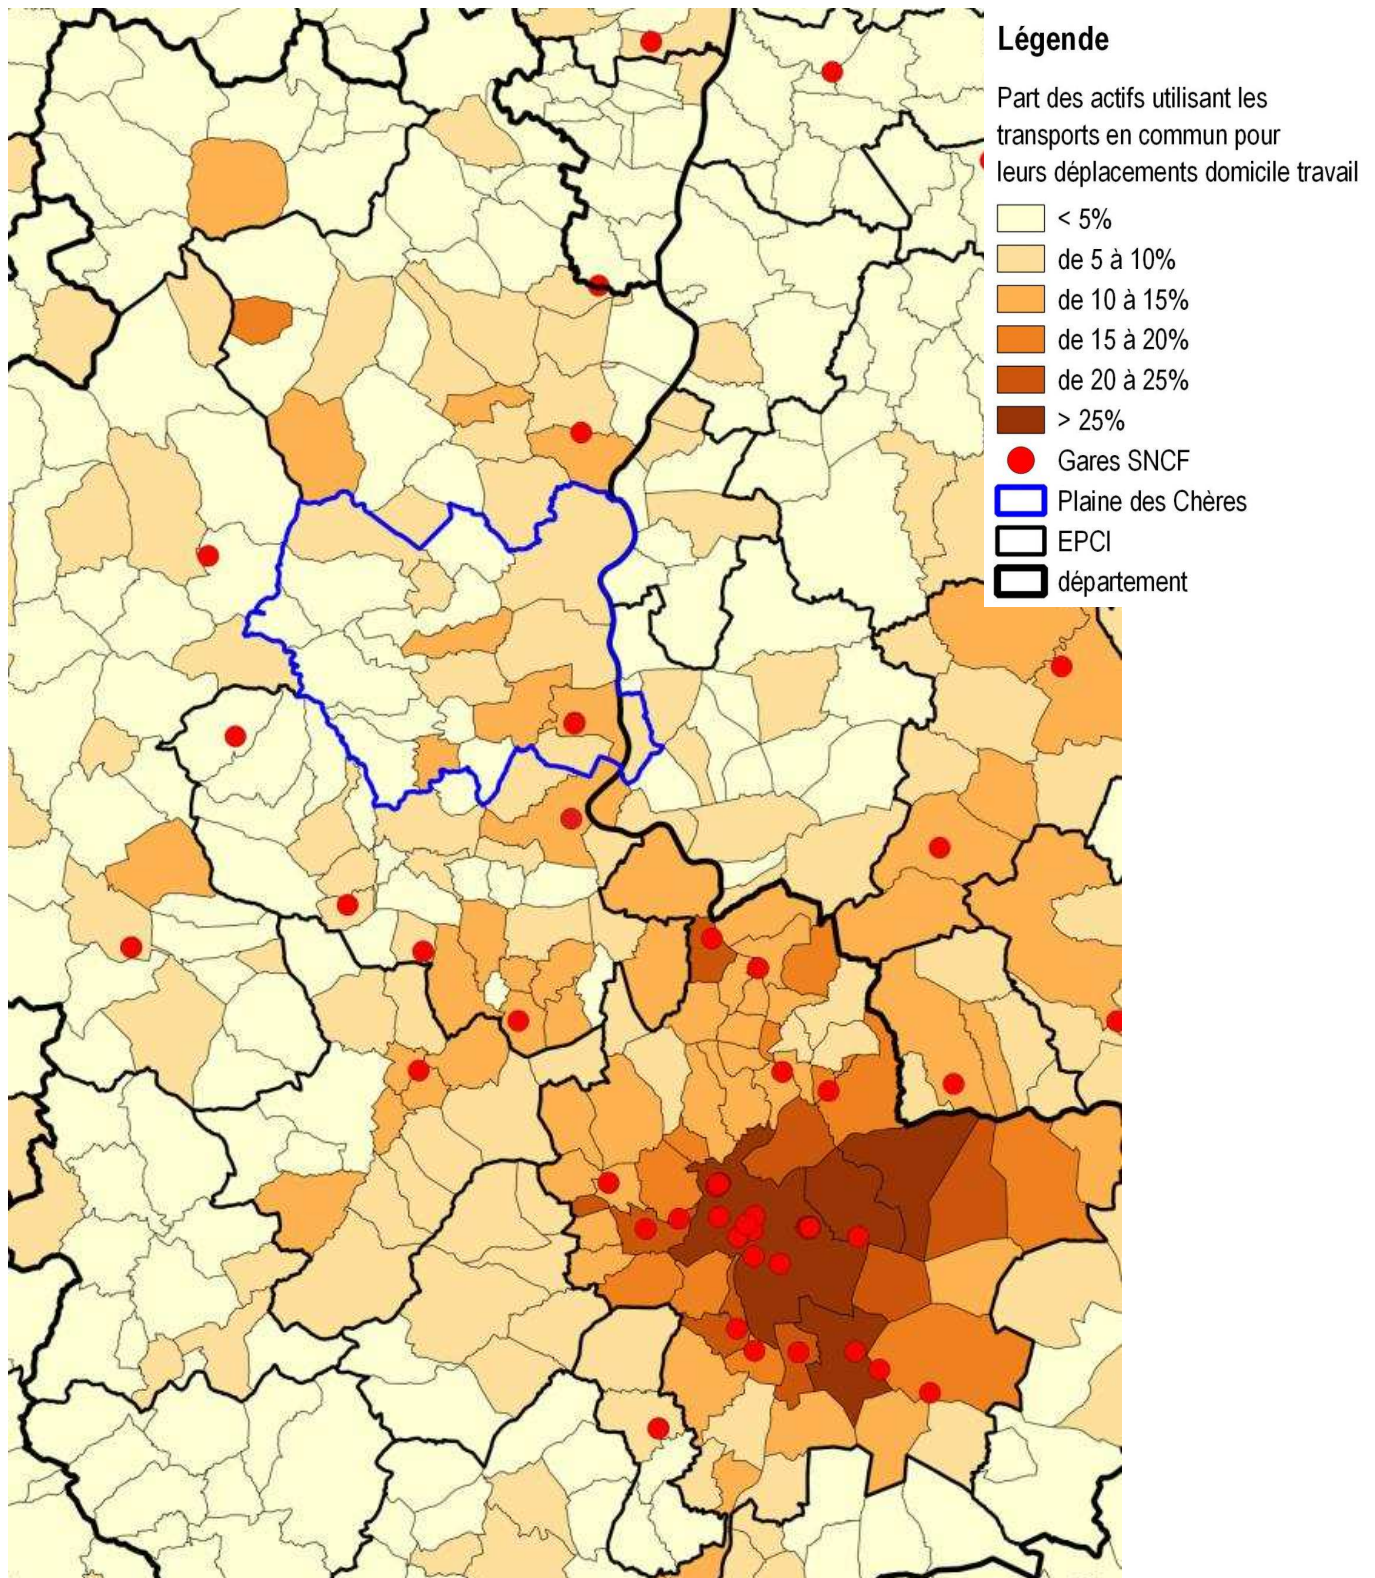 Légende
Part des actifs utilisant les
transports en commun pour
leurs déplacements domicile travail
< 5%
de 5 à 10%
de 10 à 15%
de 15 à 20%
de 20 à 25%
> 25%
Gares SNCF
Plaine des Chères
EPCI
département